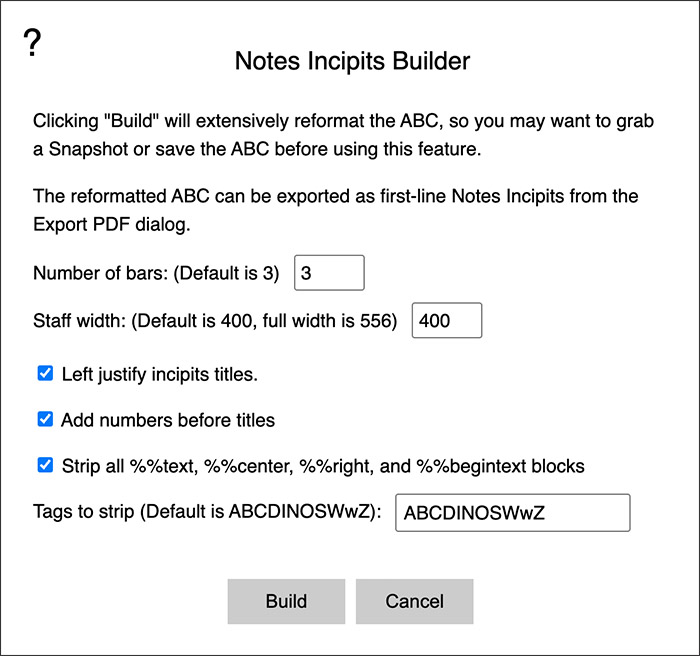 ?
Notes Incipits Builder
Clicking "Build" will extensively reformat the ABC, so you may want to grab
a Snapshot or save the ABC before using this feature.
The reformatted ABC can be exported as first-line Notes Incipits from the
Export PDF dialog.
Number of bars: (Default is 3) 3
Staff width: (Default is 400, full width is 556) 400
Left justify incipits titles.
Add numbers before titles
Strip all %%text, %%center, %%right, and %%begintext blocks
Tags to strip (Default is ABCDINOSWwZ): ABCDINOSWwZ
Build Cancel